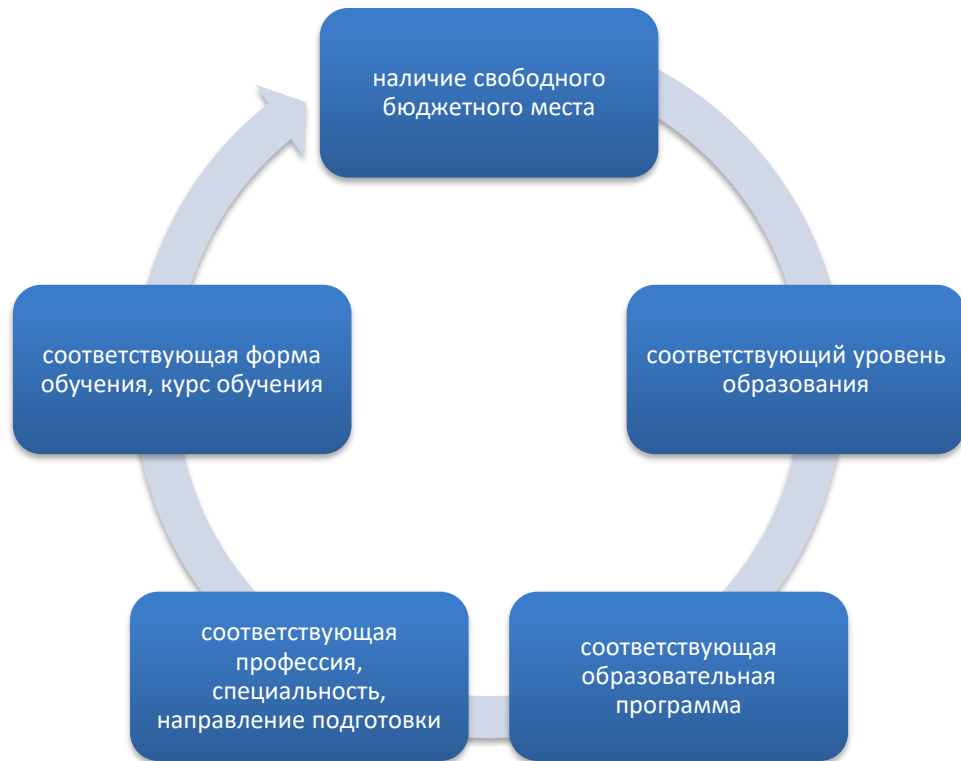 наличие свободного
бюджетного места
соответствующий уровень
образования
соответствующая
образовательная
программа
соответствующая
профессия,
специальность,
направление подготовки
соответствующая форма
обучения, курс обучения